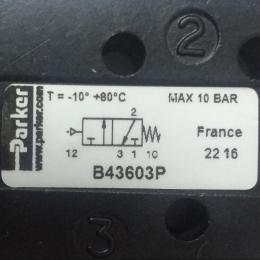 2
Parker
www.parker.com
T = -10° +80°C MAX 10 BAR
2
12 3 1 10
France
22 16
B43603P
3